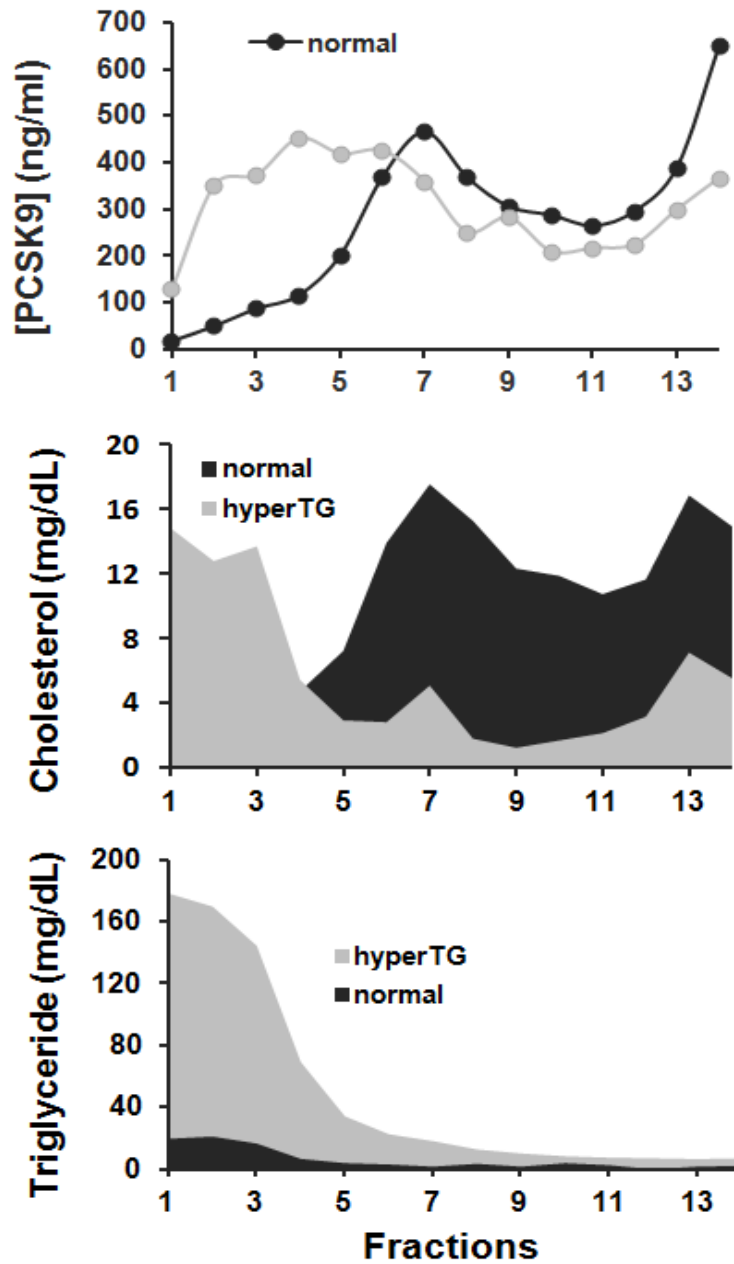 700
600
500
400
300
200
100
0
[PCSK9] (ng/ml)
normal
1 3 5 7 9 11 13
20
16
12
8
4
0
Cholesterol (mg/dL)
normal
hyperTG
1 3 5 7 9 11 13
200
160
120
80
40
0
Triglyceride (mg/dL)
hyperTG
normal
1 3 5 7 9 11 13
Fractions